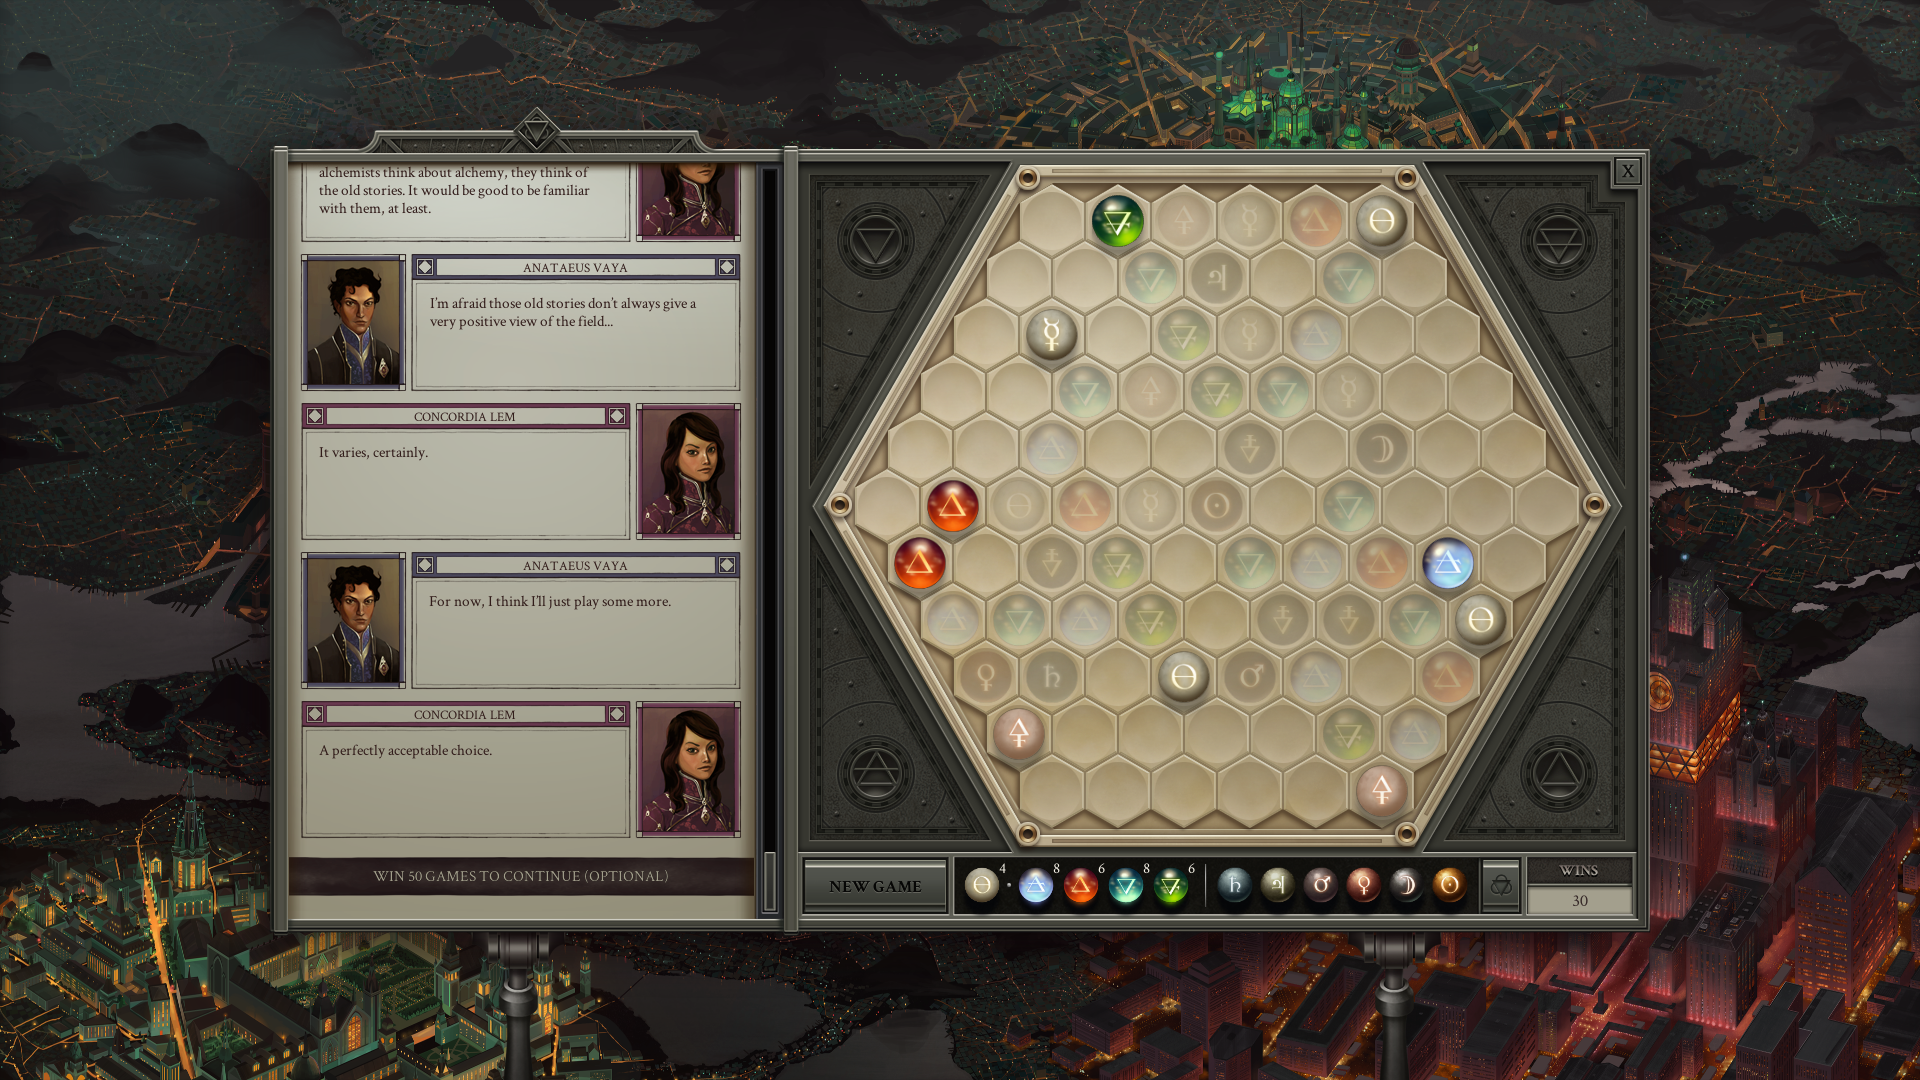 alchemists think about alchemy, they think of
the old stories. It would be good to be familiar
with them, at least.
ANATAEUS VAYA
I'm afraid those old stories don't always give a
very positive view of the field...
CONCORDIA LEM
It varies, certainly.
ANATAEUS VAYA
For now, I think I'll just play some more.
CONCORDIA LEM
A perfectly acceptable choice.
WIN 50 GAMES TO CONTINUE (OPTIONAL)
X
NEW GAME
4 8 6 8 6
WINS
30